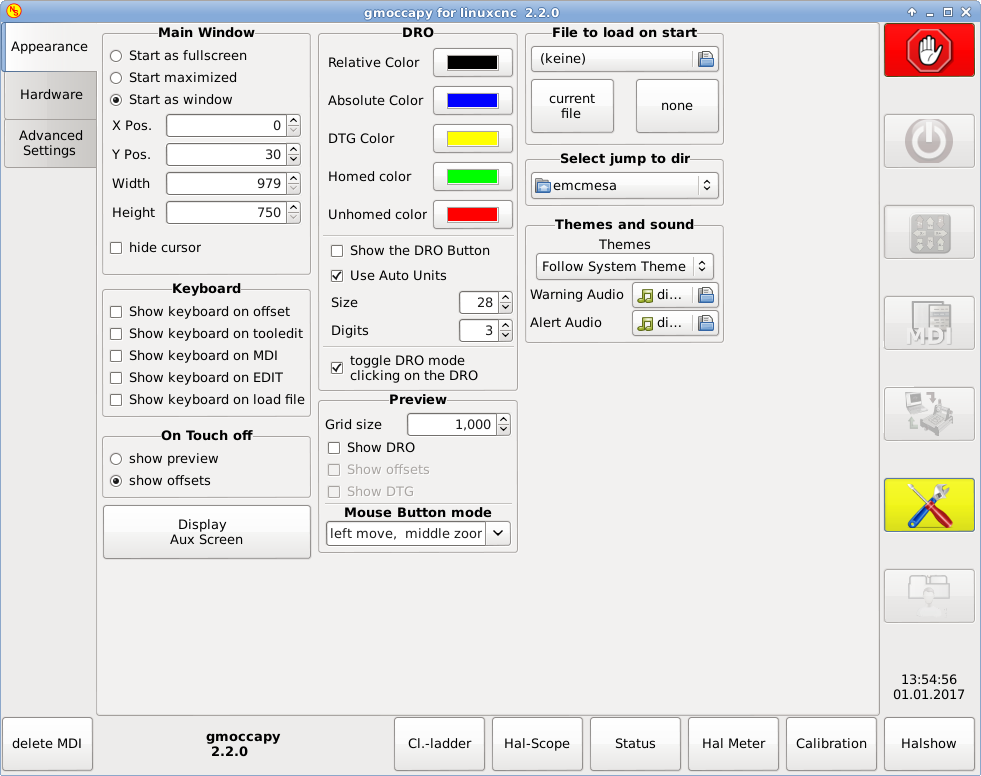 gmoccapy for linuxcnc 2.2.0
Appearance
Hardware
Advanced
Settings
Main Window
Start as fullscreen
Start maximized
Start as window
X Pos. 0
Y Pos. 30
Width 979
Height 750
hide cursor
Keyboard
Show keyboard on offset
Show keyboard on tooledit
Show keyboard on MDI
Show keyboard on EDIT
Show keyboard on load file
On Touch off
show preview
show offsets
Display
Aux Screen
DRO
Relative Color
Absolute Color
DTG Color
Homed color
Unhomed color
Show the DRO Button
Use Auto Units
Size 28
Digits 3
toggle DRO mode
clicking on the DRO
Preview
Grid size 1,000
Show DRO
Show offsets
Show DTG
Mouse Button mode
left move, middle zoor
File to load on start
(keine)
current
file
none
Select jump to dir
emcmesa
Themes and sound
Themes
Follow System Theme
Warning Audio di...
Alert Audio di...
MDI
13:54:56
01.01.2017
delete MDI
gmoccapy
2.2.0
Cl.-ladder
Hal-Scope
Status
Hal Meter
Calibration
Halshow